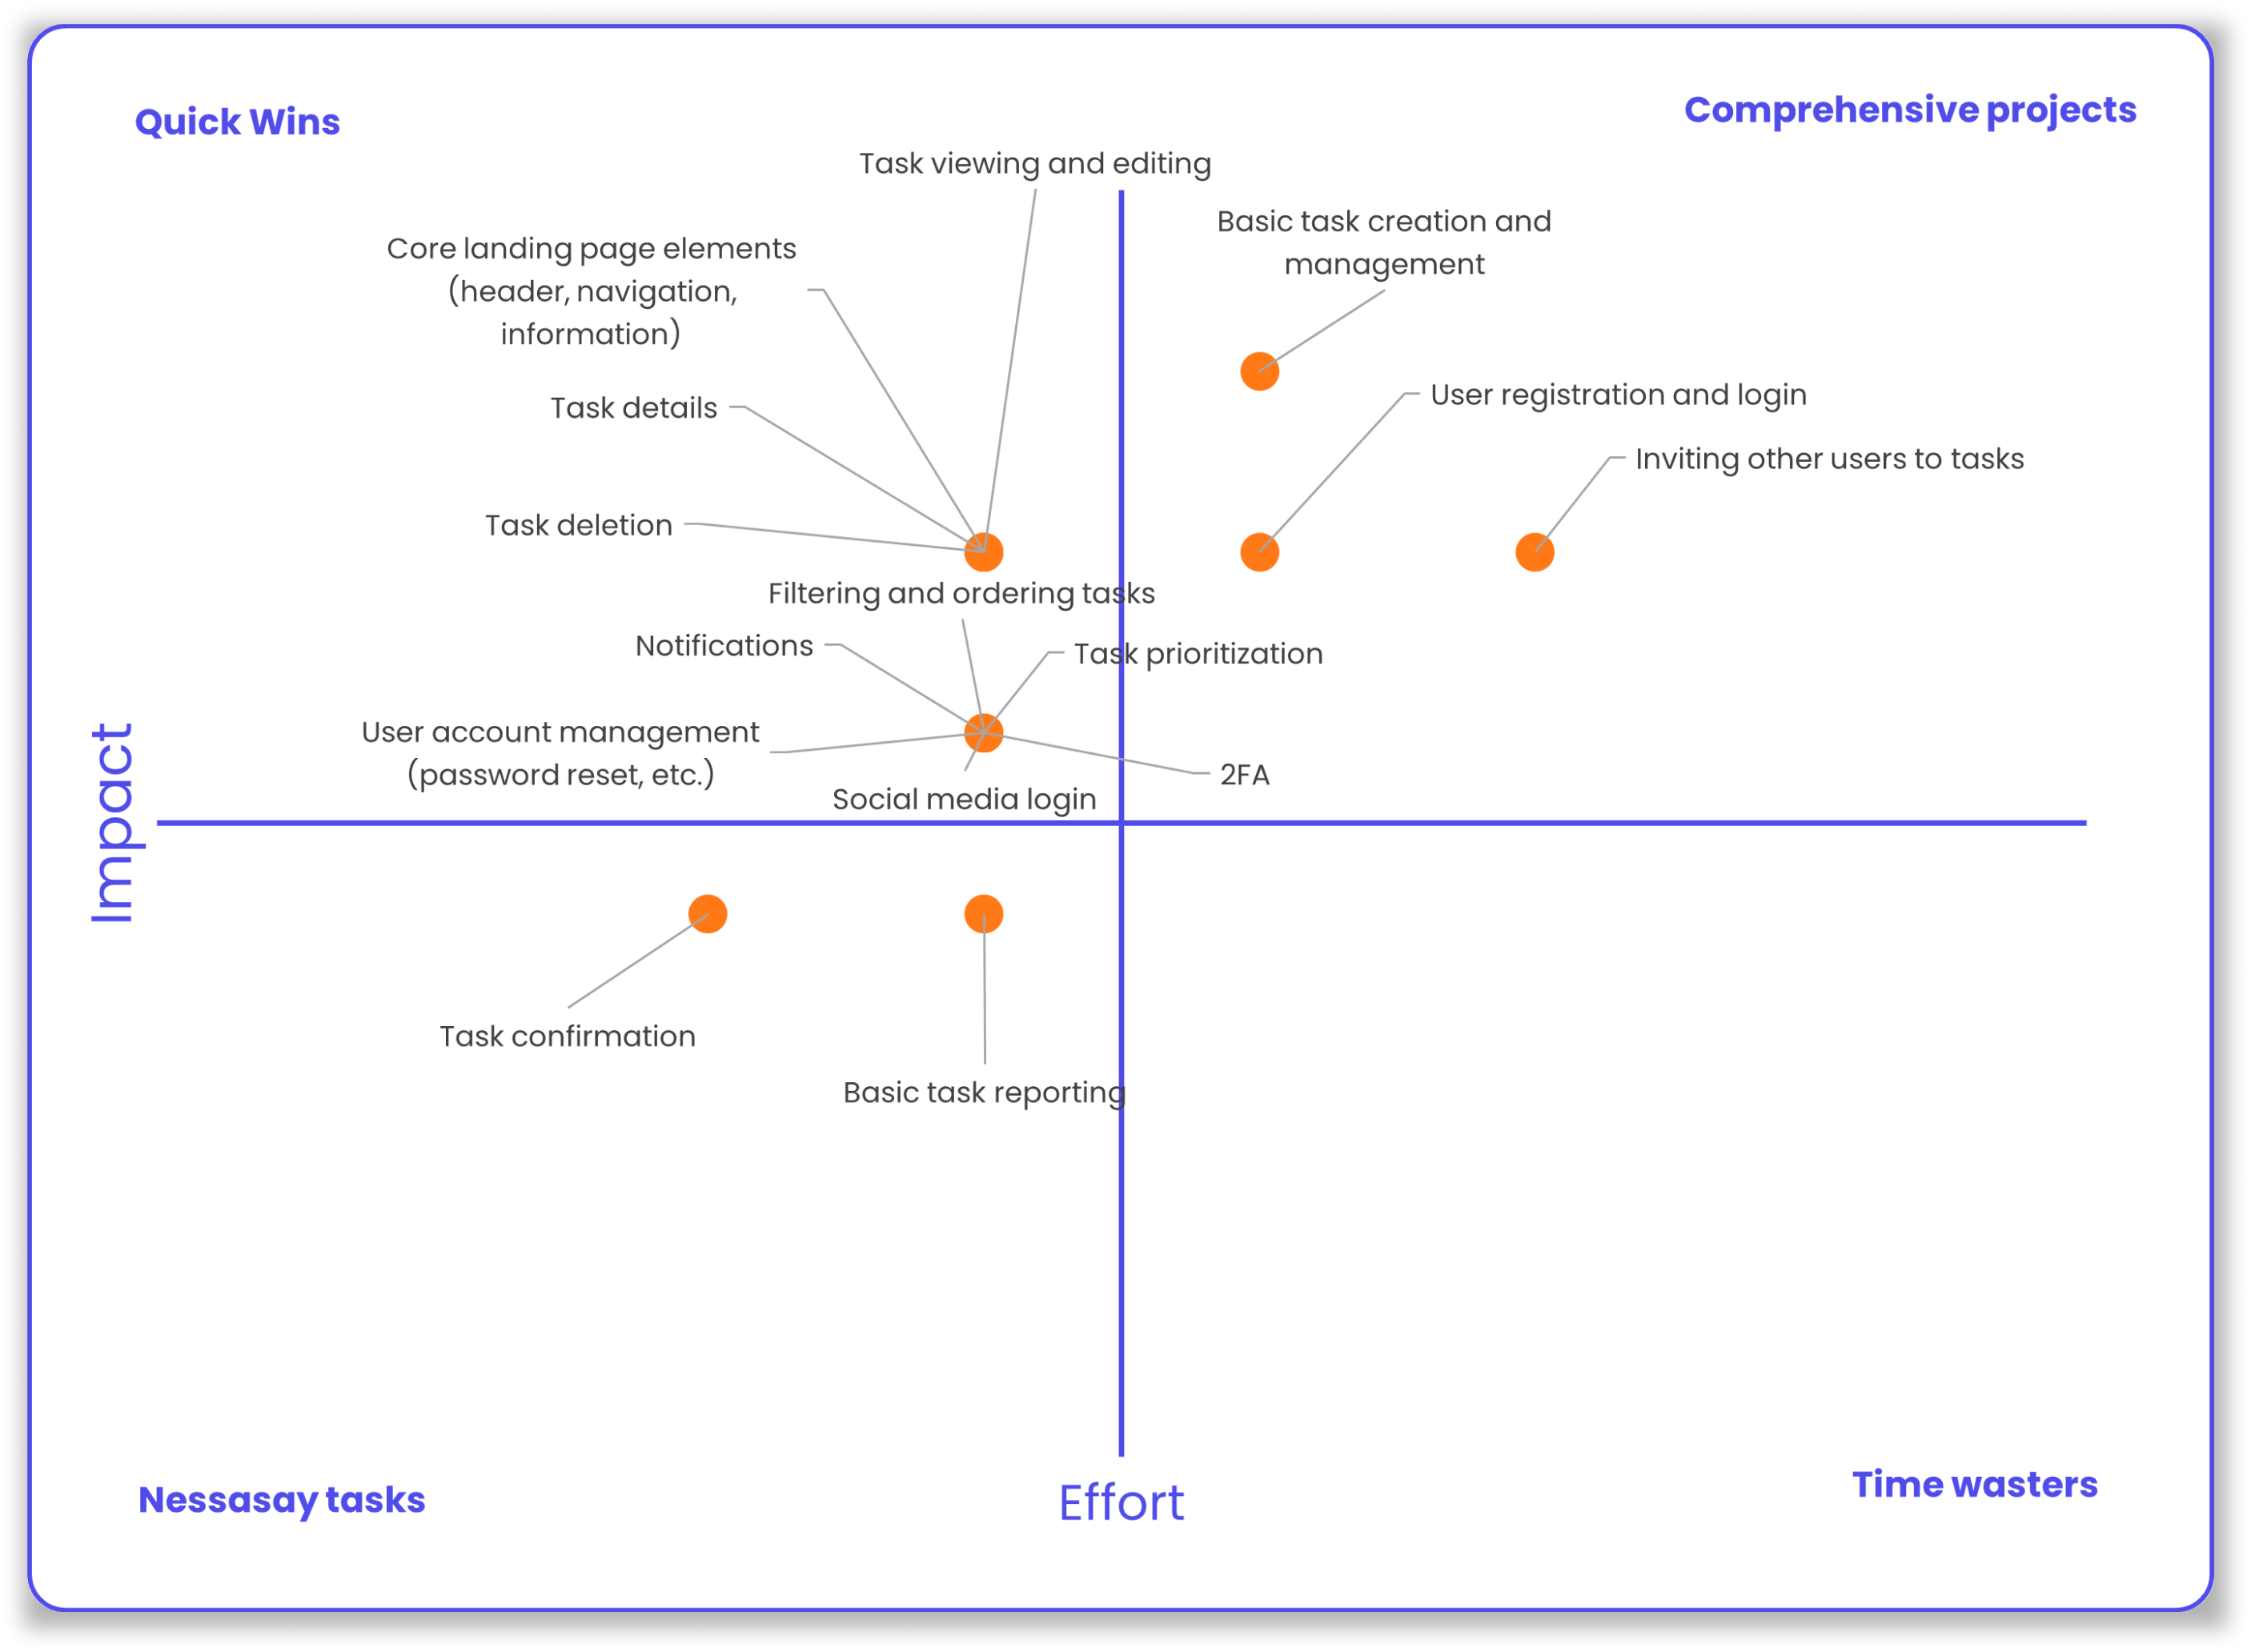 Quick Wins
Comprehensive projects
Task viewing and editing
Basic task creation and
management
Core landing page elements
(header, navigation,
information)
Task details
User registration and login
Inviting other users to tasks
Task deletion
Filtering and ordering tasks
Notifications
Task prioritization
User account management
(password reset, etc.)
2FA
Social media login
Impact
Task confirmation
Basic task reporting
Nessasay tasks
Effort
Time wasters